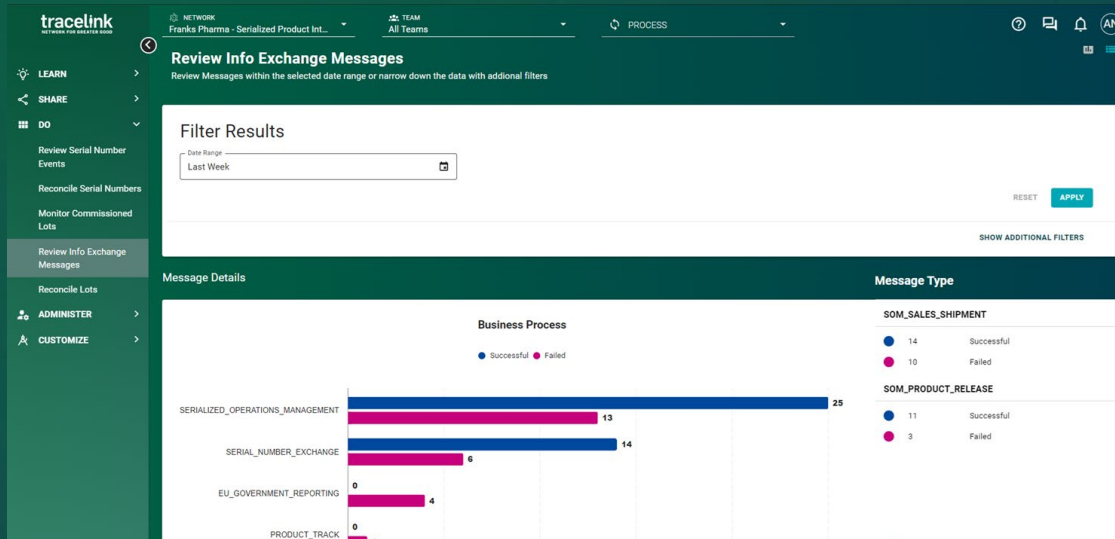 tracelink
NETWORK FOR GREATER GOOD
NETWORK
Franks Pharma - Serialized Product Int...
TEAM
All Teams
PROCESS
AN
Review Info Exchange Messages
Review Messages within the selected date range or narrow down the data with addional filters
LEARN
SHARE
DO
Review Serial Number
Events
Reconcile Serial Numbers
Monitor Commissioned
Lots
Review Info Exchange
Messages
Reconcile Lots
ADMINISTER
CUSTOMIZE
Filter Results
Date Range
Last Week
RESET
APPLY
SHOW ADDITIONAL FILTERS
Message Details
Business Process
Successful Failed
SERIALIZED_OPERATIONS_MANAGEMENT
25
13
SERIAL_NUMBER_EXCHANGE
14
6
EU_GOVERNMENT_REPORTING
0
4
PRODUCT_TRACK
0
Message Type
SOM_SALES_SHIPMENT
14 Successful
10 Failed
SOM_PRODUCT_RELEASE
11 Successful
3 Failed